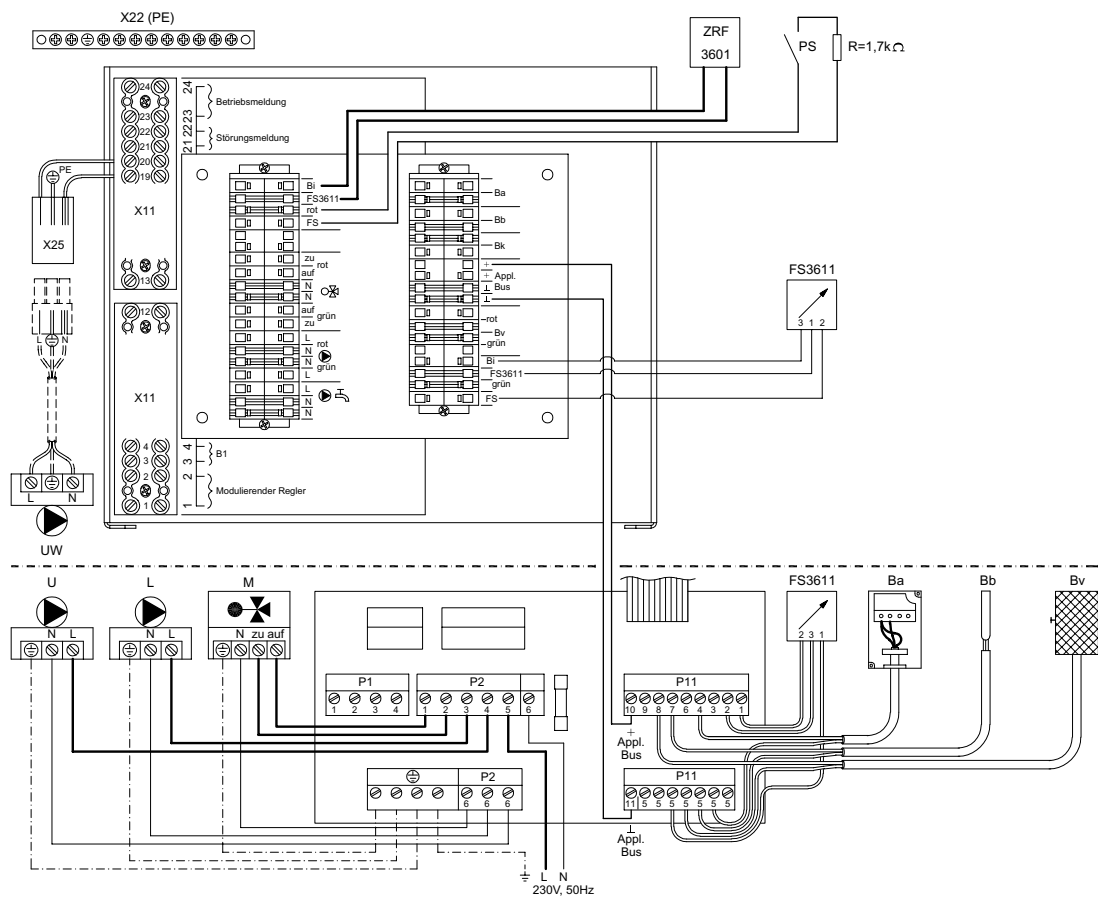 X22 (PE)
ZRF
3601
PS
R=1,7kΩ
24
23
22
21
20
19
X11
13
24
23
22
21
Betriebsmeldung
Störungsmeldung
PE
X25
L
N
12
X11
4
3
2
1
4
3
2
1
B1
Modulierender Regler
Bi
FS3611
rot
FS
zu
rot
auf
N
N
auf
grün
zu
L
rot
N
N
grün
L
L
N
N
Ba
Bb
Bk
+
+ Appl.
⊥ Bus
⊥
rot
Bv
grün
Bi
FS3611
grün
FS
FS3611
3 1 2
L N
UW
U
N L
L
N L
M
N zu auf
P1
1 2 3 4
P2
1 2 3 4 5 6
P2
6 6 6
L N
230V, 50Hz
P11
10 9 8 7 6 4 3 2 1
+
Appl.
Bus
P11
11 5 5 5 5 5 5 5
⊥
Appl.
Bus
FS3611
2 3 1
Ba
Bb
Bv